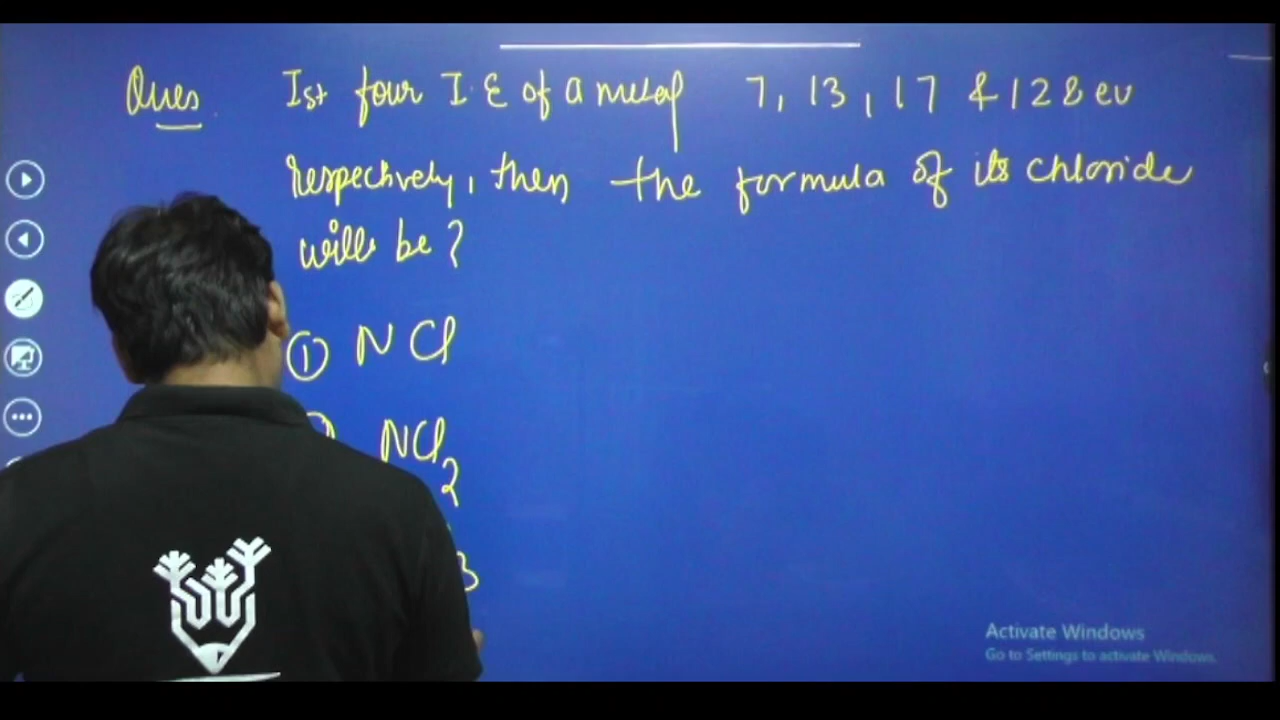 Ques Ist four I.E of a metal 7, 13, 17 & 128 ev
respectively, then the formula of its chloride
will be ?
① NCl
NCl2
3
Activate Windows
Go to Settings to activate Windows.